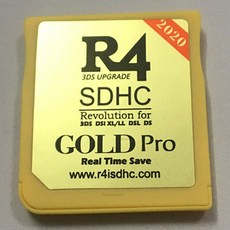 2020
R4
3DS UPGRADE
SDHC
Revolution for
3DS DSi XL/LL DSL DS
GOLD Pro
Real Time Save
www.r4isdhc.com